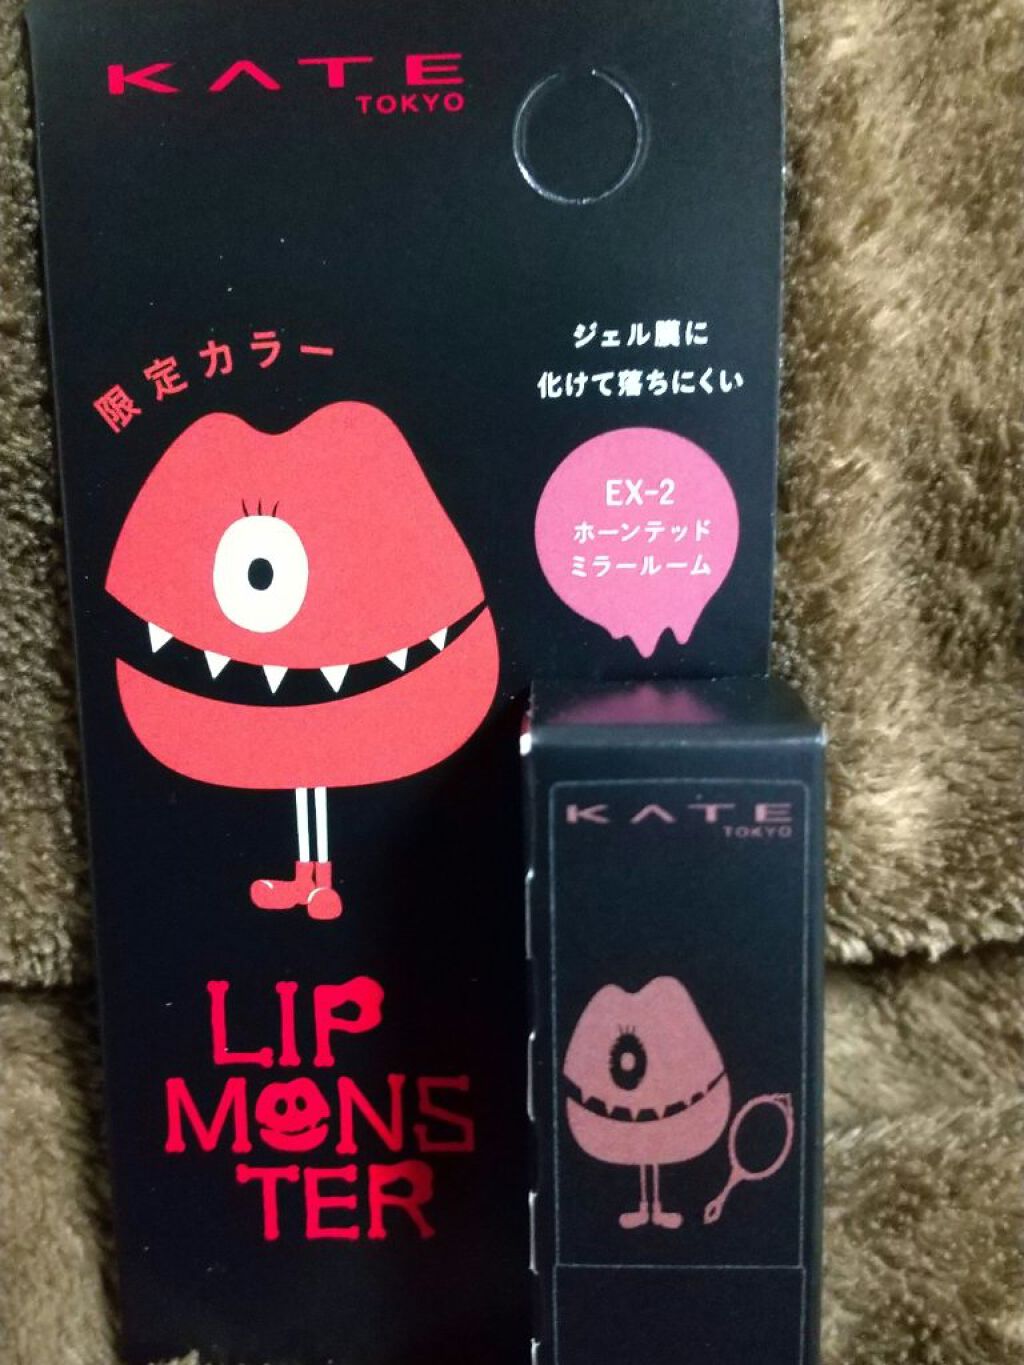 KATE
TOKYO
限定カラー
ジェル膜に
化けて落ちにくい
EX-2
ホーンテッド
ミラールーム
LIP
MONS
TER
KATE
TOKYO